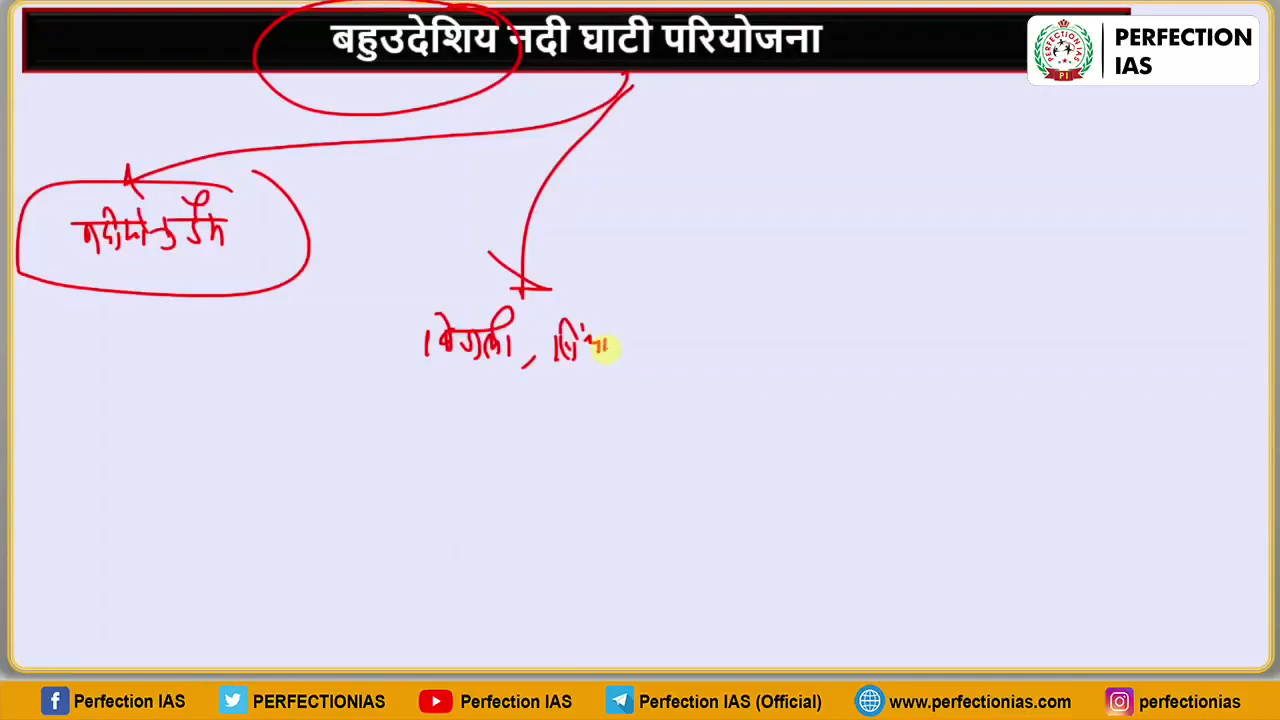 बहुउदेशिय नदी घाटी परियोजना
PERFECTION
IAS
बिजली,
Perfection IAS
PERFECTIONIAS
Perfection IAS
Perfection IAS (Official)
www.perfectionias.com
perfectionias